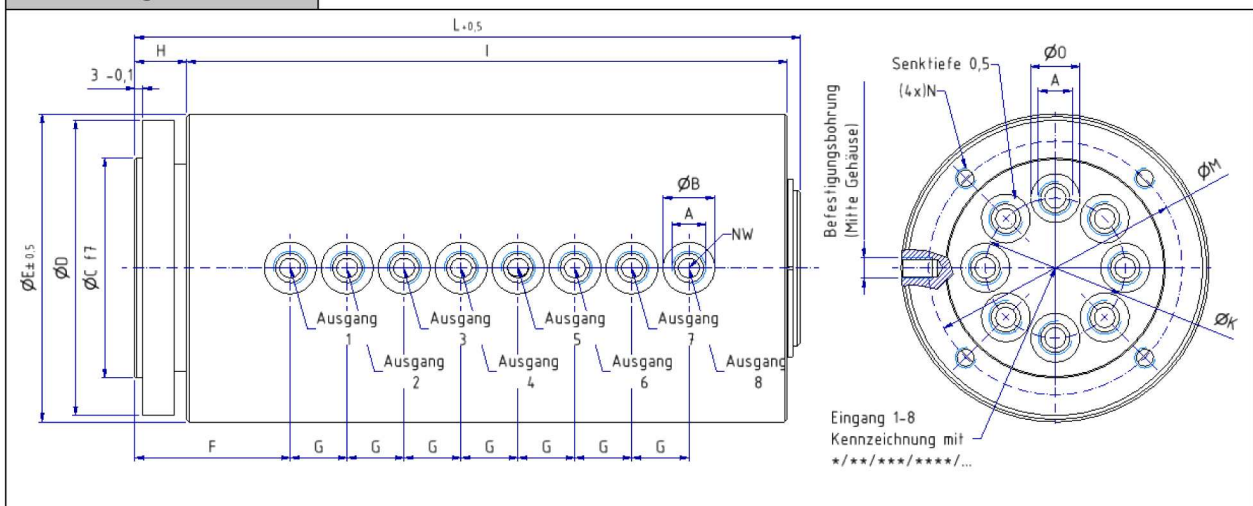 L+0,5
H
I
3 -0,1
ØE± 0,5
ØD
ØC f7
ØB
A
NW
Ausgang
1
Ausgang
2
Ausgang
3
Ausgang
4
Ausgang
5
Ausgang
6
Ausgang
7
Ausgang
8
F
G
G
G
G
G
G
G
Senktiefe 0,5
(4x)N
ØO
A
ØM
ØK
Befestigungsbohrung
(Mitte Gehäuse)
Eingang 1-8
Kennzeichnung mit
*/**/***/****/...